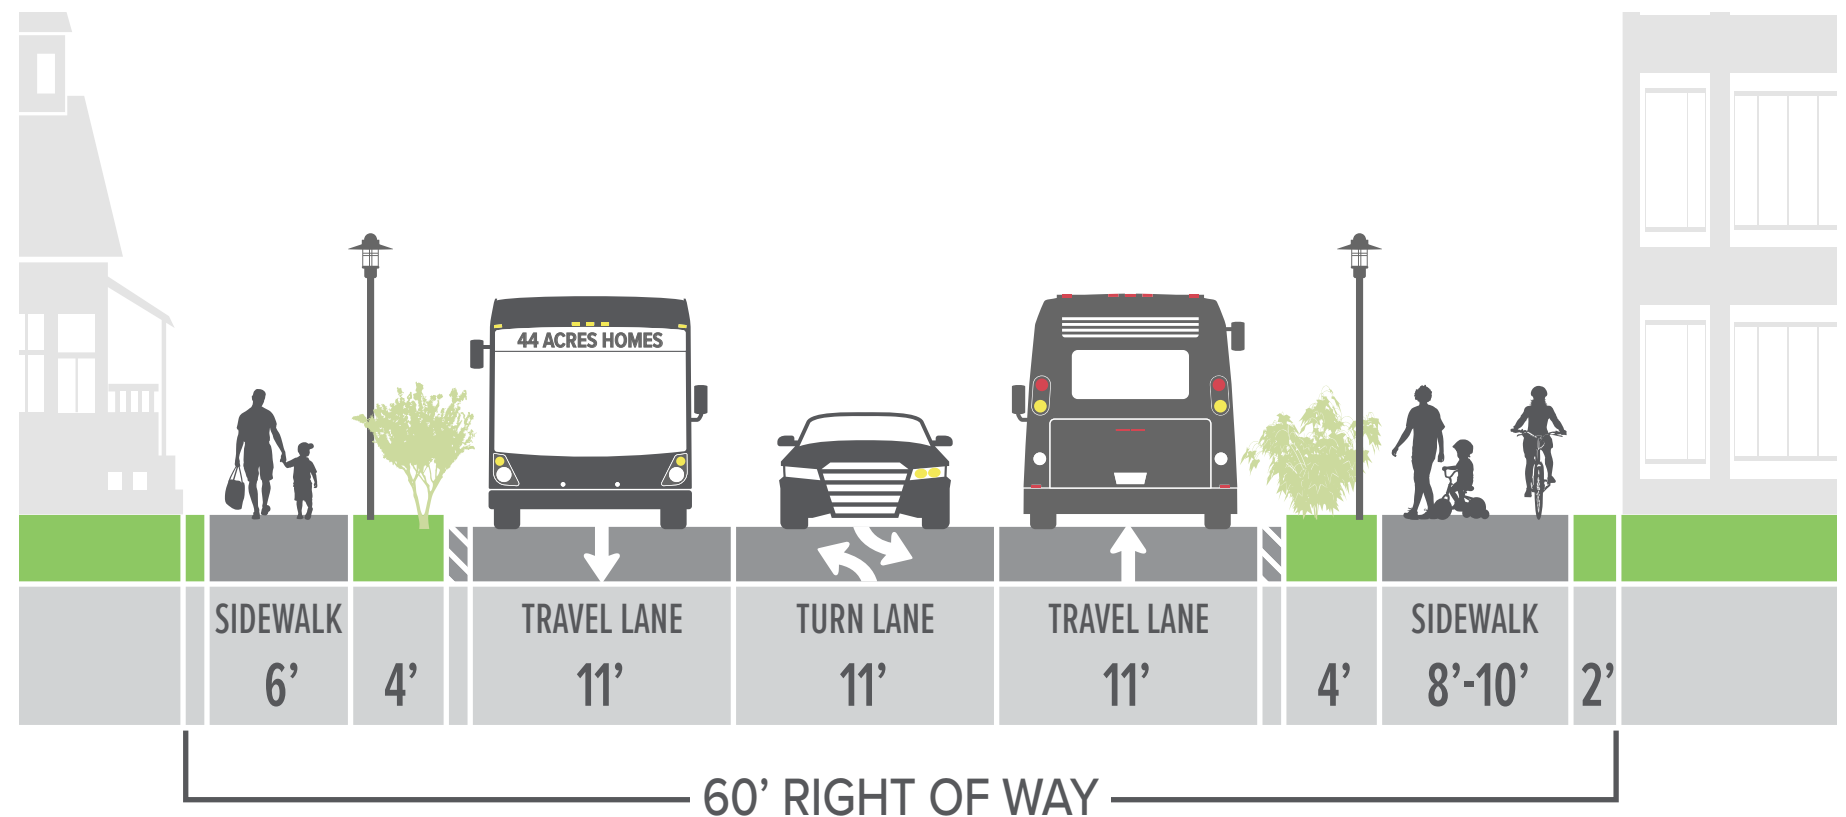 44 ACRES HOMES
SIDEWALK TRAVEL LANE TURN LANE TRAVEL LANE SIDEWALK
6’ 4’ 11’ 11’ 11’ 4’ 8’-10’ 2’
60’ RIGHT OF WAY